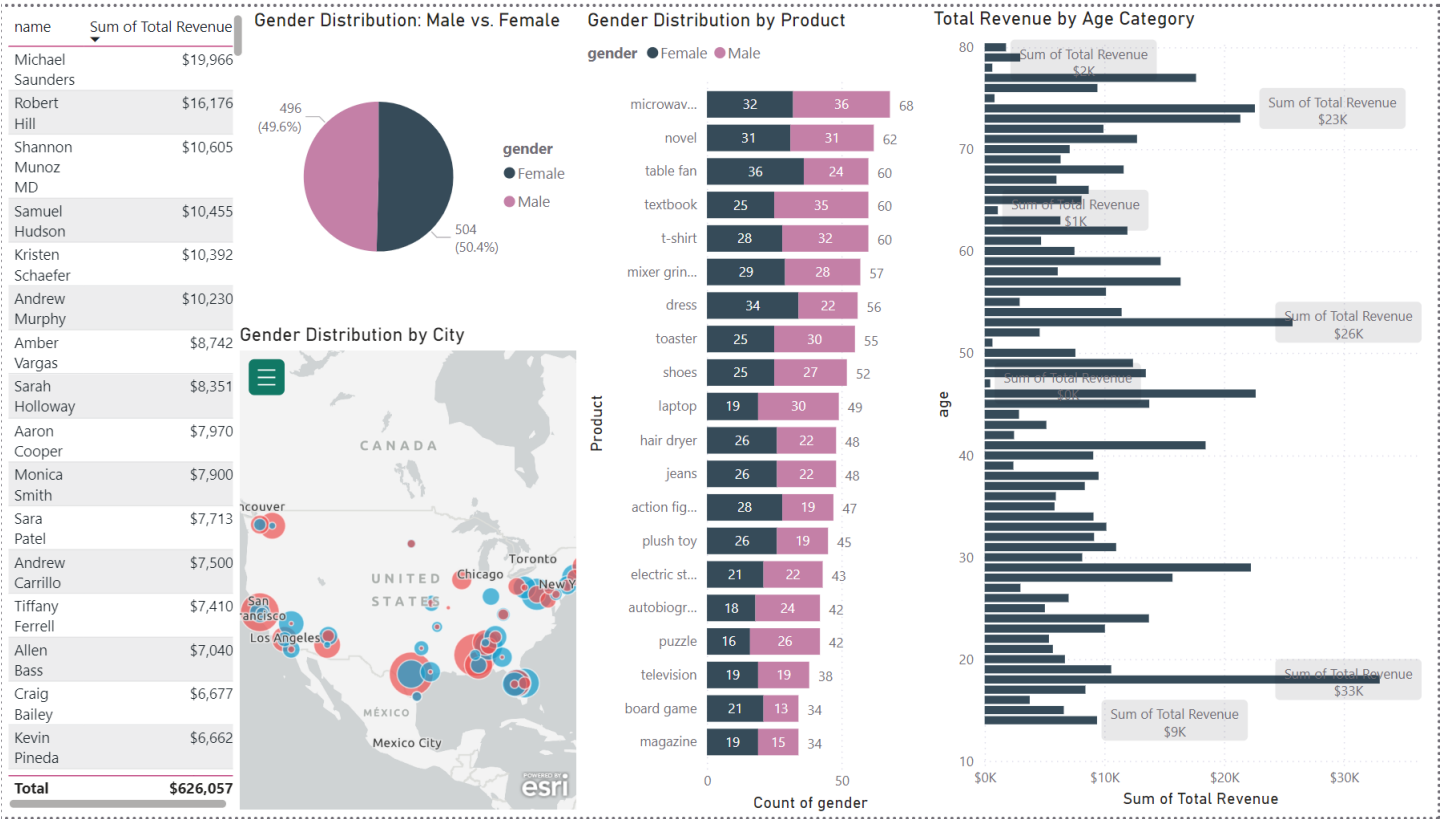 name Sum of Total Revenue
Michael
Saunders
$19,966
Robert
Hill
$16,176
Shannon
Munoz
MD
$10,605
Samuel
Hudson
$10,455
Kristen
Schaefer
$10,392
Andrew
Murphy
$10,230
Amber
Vargas
$8,742
Sarah
Holloway
$8,351
Aaron
Cooper
$7,970
Monica
Smith
$7,900
Sara
Patel
$7,713
Andrew
Carrillo
$7,500
Tiffany
Ferrell
$7,410
Allen
Bass
$7,040
Craig
Bailey
$6,677
Kevin
Pineda
$6,662
Total $626,057
Gender Distribution: Male vs. Female
496
(49.6%)
504
(50.4%)
gender
Female
Male
Gender Distribution by City
CANADA
ncouver
Toronto
Chicago
New Y
UNITED
STATES
San
rancisco
Los Angeles
MÉXICO
Mexico City
POWERED BY
esri
Gender Distribution by Product
gender Female Male
Product
microwav... 32 36 68
novel 31 31 62
table fan 36 24 60
textbook 25 35 60
t-shirt 28 32 60
mixer grin... 29 28 57
dress 34 22 56
toaster 25 30 55
shoes 25 27 52
laptop 19 30 49
hair dryer 26 22 48
jeans 26 22 48
action fig... 28 19 47
plush toy 26 19 45
electric st... 21 22 43
autobiogr... 18 24 42
puzzle 16 26 42
television 19 19 38
board game 21 13 34
magazine 19 15 34
0 50
Count of gender
Total Revenue by Age Category
age
80
70
60
50
40
30
20
10
Sum of Total Revenue
$2K
Sum of Total Revenue
$23K
Sum of Total Revenue
$1K
Sum of Total Revenue
$26K
Sum of Total Revenue
$0K
Sum of Total Revenue
$33K
Sum of Total Revenue
$9K
$0K $10K $20K $30K
Sum of Total Revenue